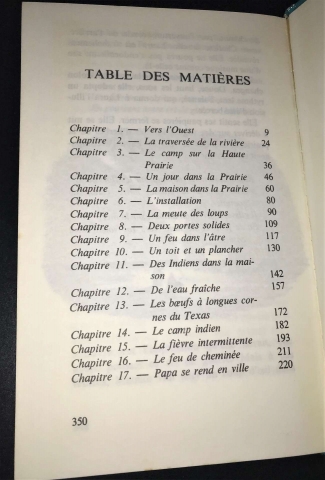 TABLE DES MATIÈRES
Chapitre 1. — Vers l'Ouest 9
Chapitre 2. — La traversée de la rivière 24
Chapitre 3. — Le camp sur la Haute
Prairie 36
Chapitre 4. — Un jour dans la Prairie 46
Chapitre 5. — La maison dans la Prairie 60
Chapitre 6. — L'installation 80
Chapitre 7. — La meute des loups 90
Chapitre 8. — Deux portes solides 109
Chapitre 9. — Un feu dans l'âtre 117
Chapitre 10. — Un toit et un plancher 130
Chapitre 11. — Des Indiens dans la mai-
son 142
Chapitre 12. — De l'eau fraîche 157
Chapitre 13. — Les bœufs à longues cor-
nes du Texas 172
Chapitre 14. — Le camp indien 182
Chapitre 15. — La fièvre intermittente 193
Chapitre 16. — Le feu de cheminée 211
Chapitre 17. — Papa se rend en ville 220
350